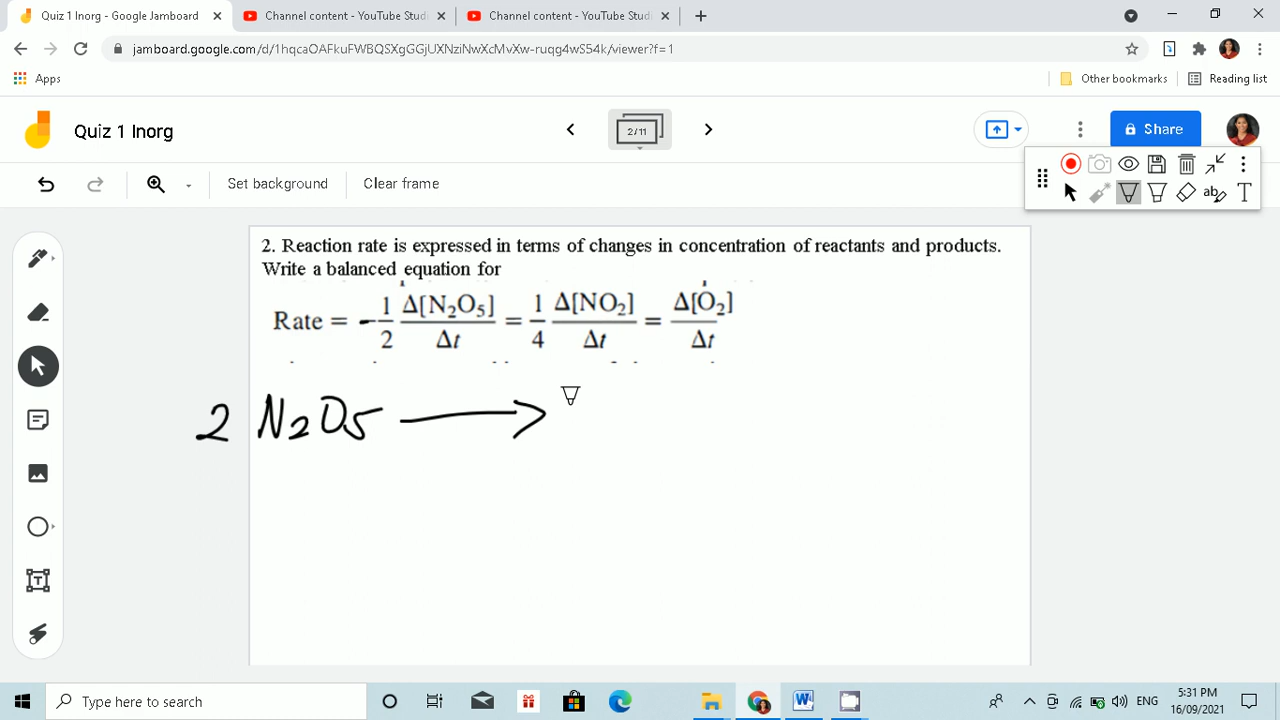 Quiz 1 Inorg - Google Jamboard × Channel content - YouTube Stud × Channel content - YouTube Stud × +
jamboard.google.com/d/1hqcaOAFkuFWBQSXgGGjUXNziNwXcMvXw-ruqg4wS54k/viewer?f=1
Apps Other bookmarks Reading list
Quiz 1 Inorg 2/11 Share
Set background Clear frame
2. Reaction rate is expressed in terms of changes in concentration of reactants and products.
Write a balanced equation for
Rate = -1/2 Δ[N₂O₅]/Δt = 1/4 Δ[NO₂]/Δt = Δ[O₂]/Δt
2 N2O5 →
Type here to search
ENG 5:31 PM
16/09/2021